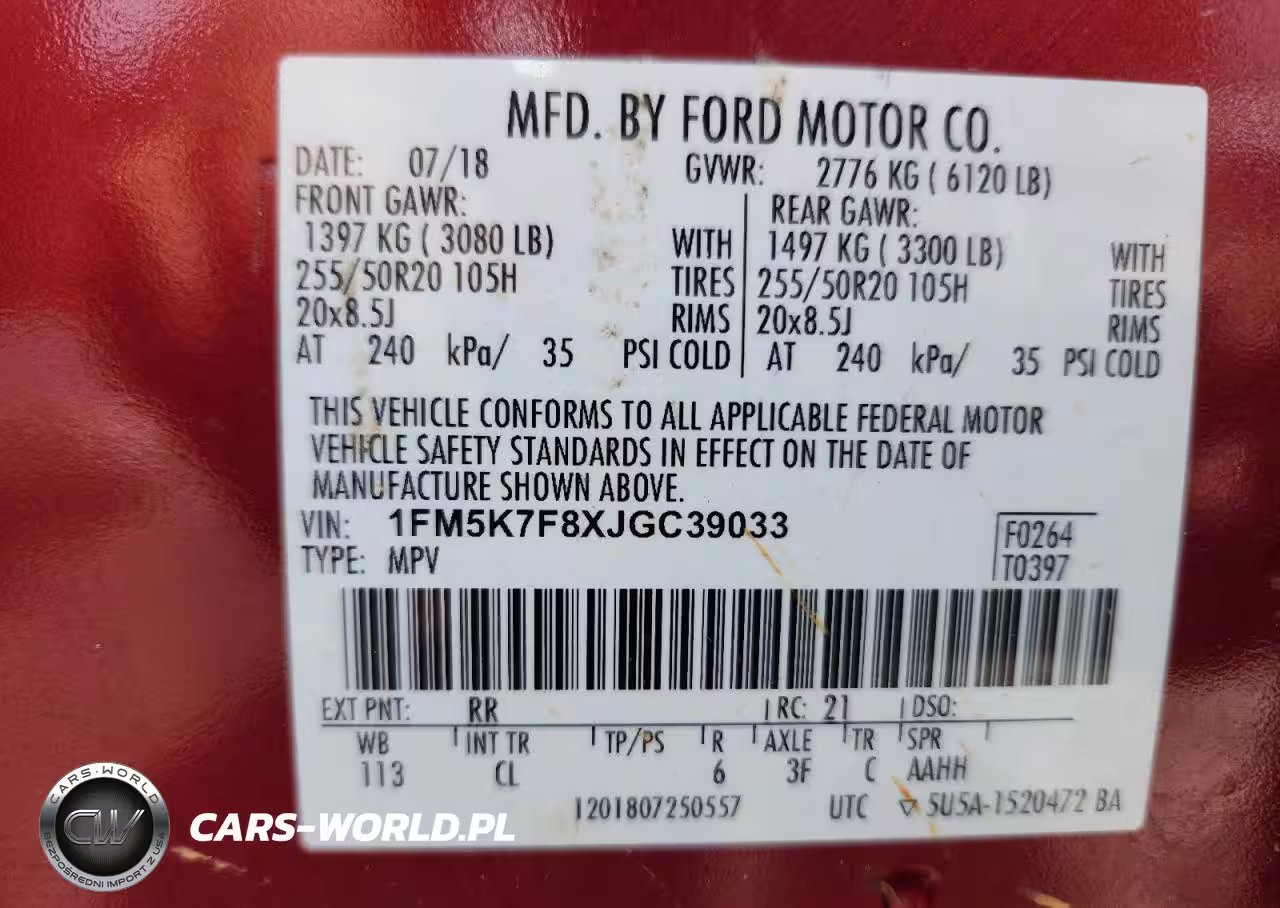 MFD. BY FORD MOTOR CO.
DATE: 07/18 GVWR: 2776 KG ( 6120 LB)
FRONT GAWR: REAR GAWR:
1397 KG ( 3080 LB) WITH 1497 KG ( 3300 LB) WITH
255/50R20 105H TIRES 255/50R20 105H TIRES
20x8.5J RIMS 20x8.5J RIMS
AT 240 kPa/ 35 PSI COLD AT 240 kPa/ 35 PSI COLD
THIS VEHICLE CONFORMS TO ALL APPLICABLE FEDERAL MOTOR
VEHICLE SAFETY STANDARDS IN EFFECT ON THE DATE OF
MANUFACTURE SHOWN ABOVE.
VIN: 1FM5K7F8XJGC39033 F0264
TYPE: MPV T0397
EXT PNT: RR RC: 21 DSO:
WB INT TR TP/PS R AXLE TR SPR
113 CL 6 3F C AAHH
1201807250557 UTC 5U5A-1520472 BA
CARS-WORLD
CW
BEZPOŚREDNI IMPORT Z USA
CARS-WORLD.PL